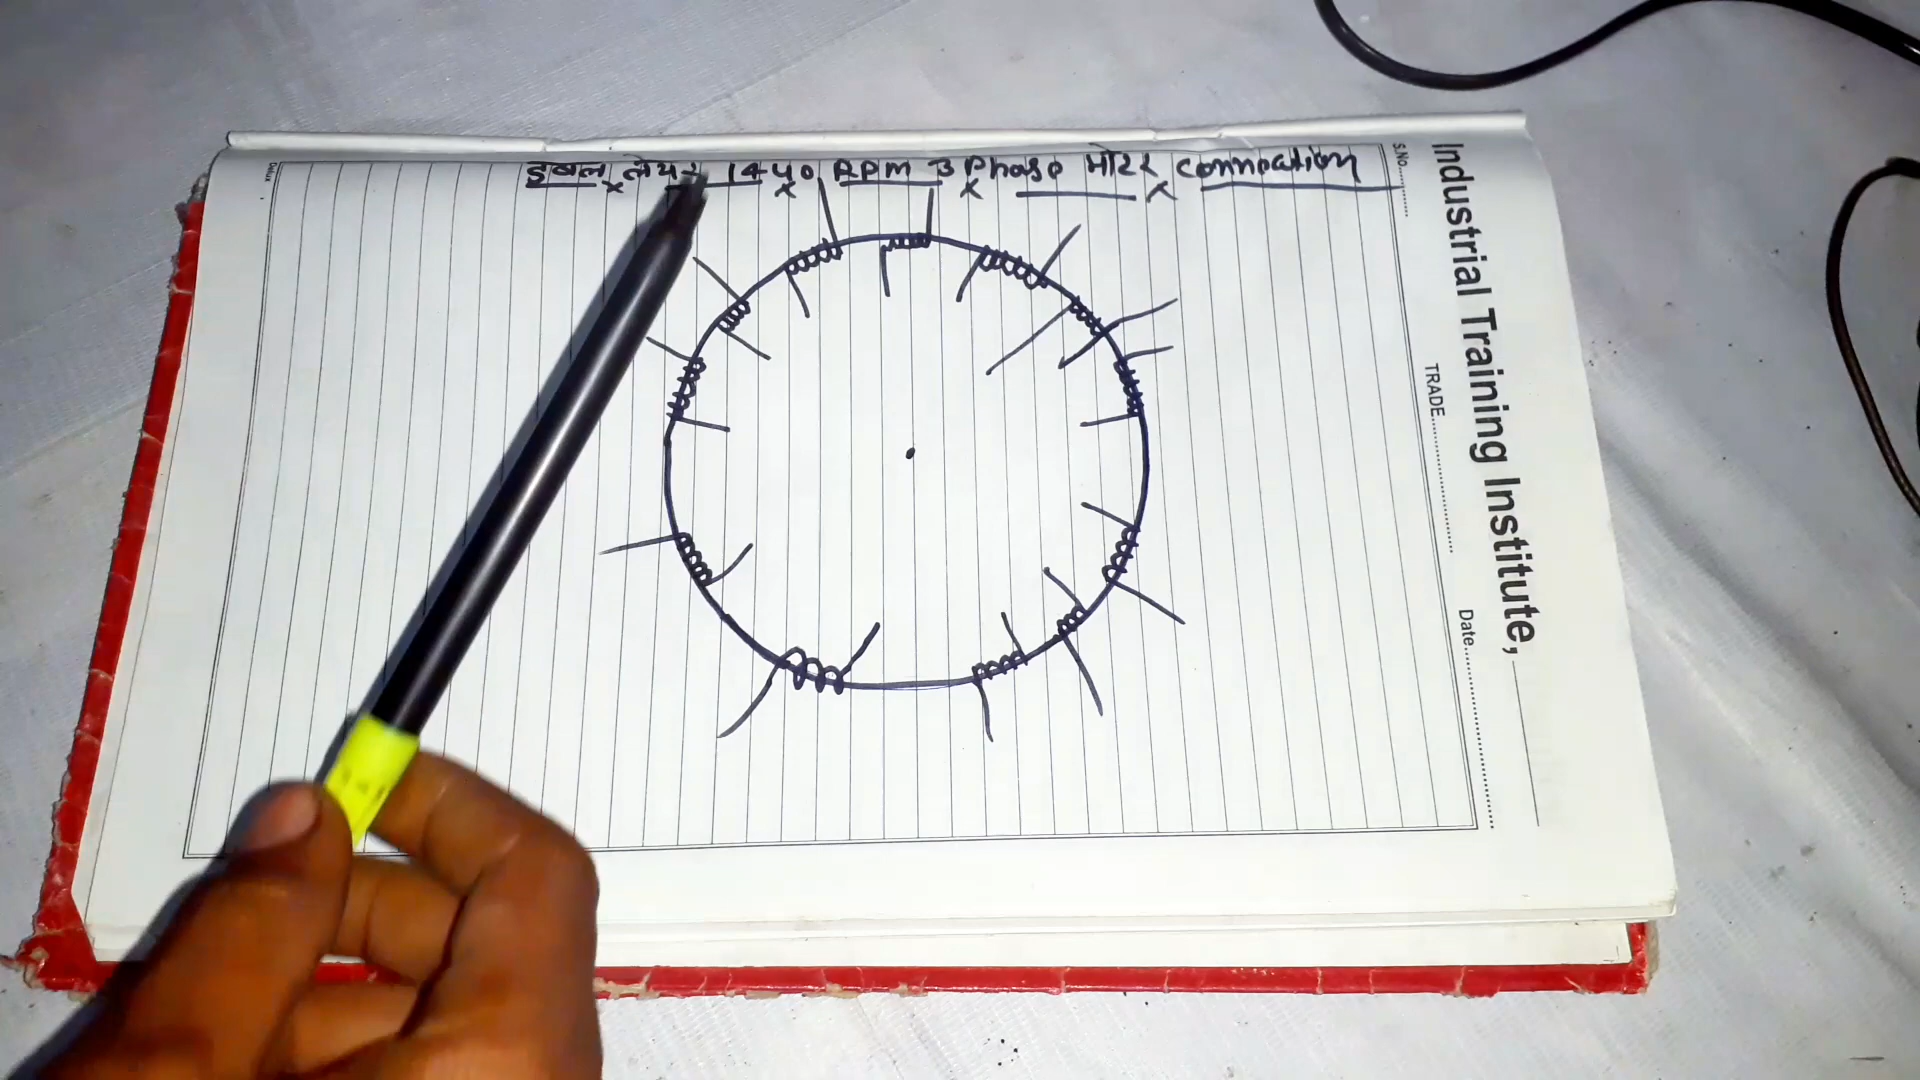 डबल लेयर 1440 RPM 3 Phase मोटर Connection
Industrial Training Institute,
S.No.
TRADE
Date